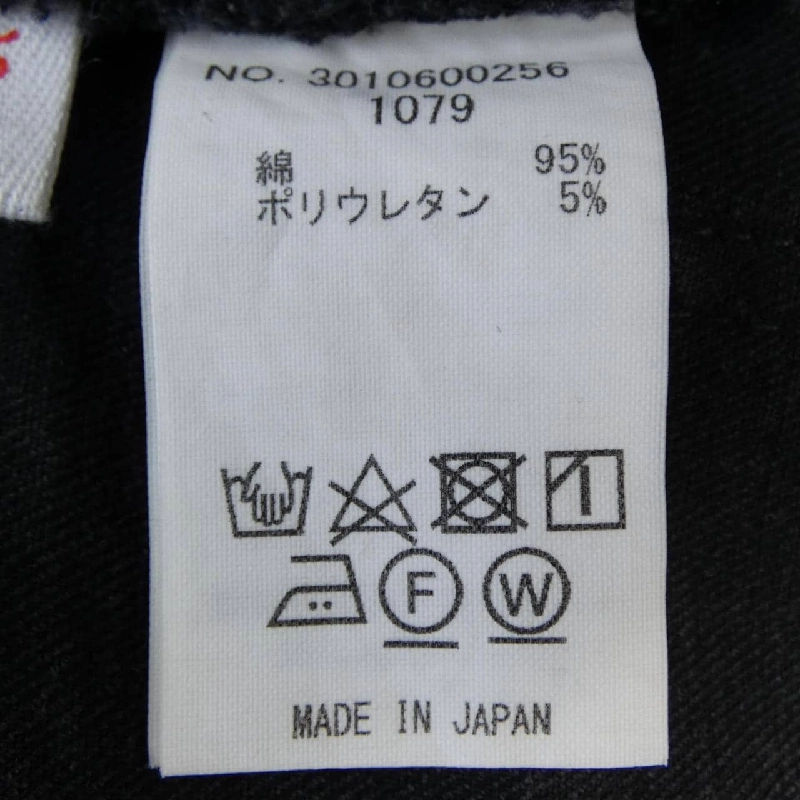 NO. 3010600256
1079
綿 95%
ポリウレタン 5%
F W
MADE IN JAPAN